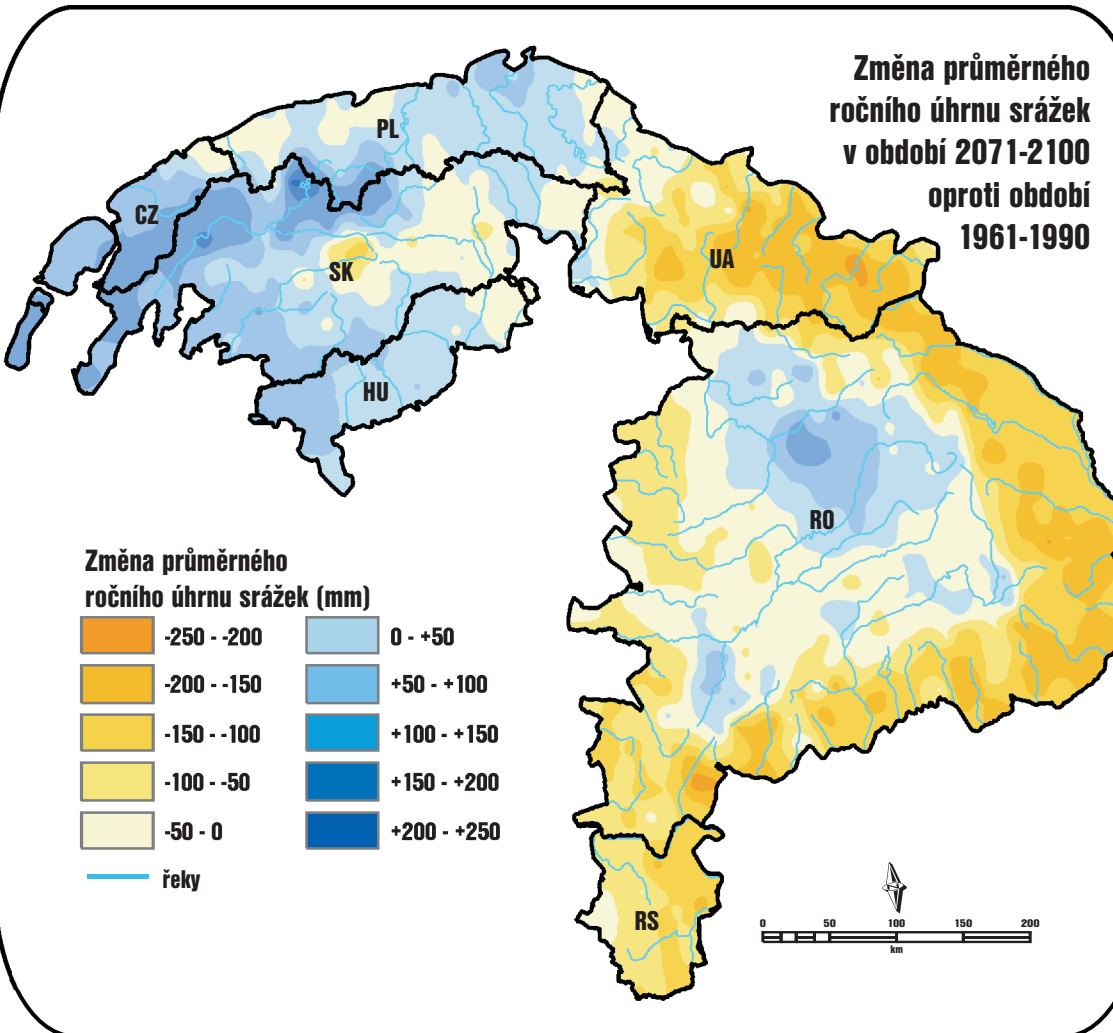 Změna průměrného
ročního úhrnu srážek
v období 2071-2100
oproti období
1961-1990
PL
CZ
SK
UA
HU
RO
RS
Změna průměrného
ročního úhrnu srážek (mm)
-250 - -200
-200 - -150
-150 - -100
-100 - -50
-50 - 0
řeky
0 - +50
+50 - +100
+100 - +150
+150 - +200
+200 - +250
0 50 100 150 200
km